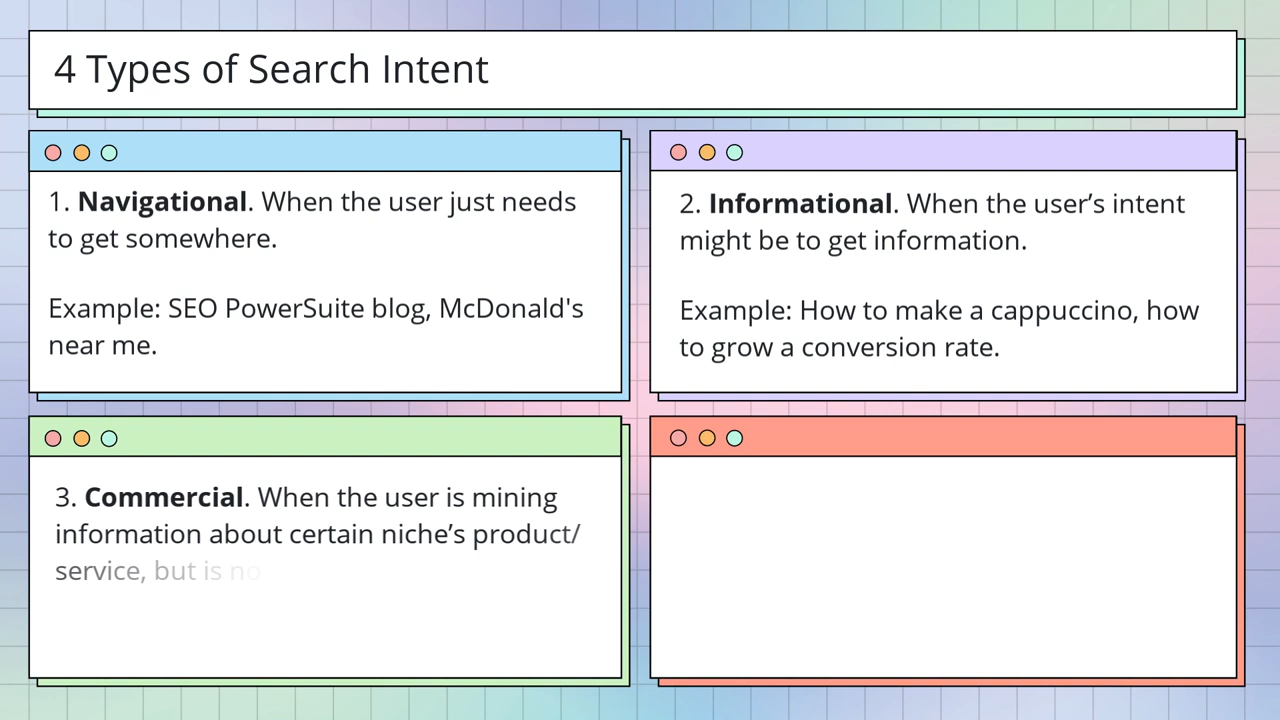 4 Types of Search Intent
1. Navigational. When the user just needs
to get somewhere.
Example: SEO PowerSuite blog, McDonald's
near me.
2. Informational. When the user’s intent
might be to get information.
Example: How to make a cappuccino, how
to grow a conversion rate.
3. Commercial. When the user is mining
information about certain niche’s product/
service, but is no